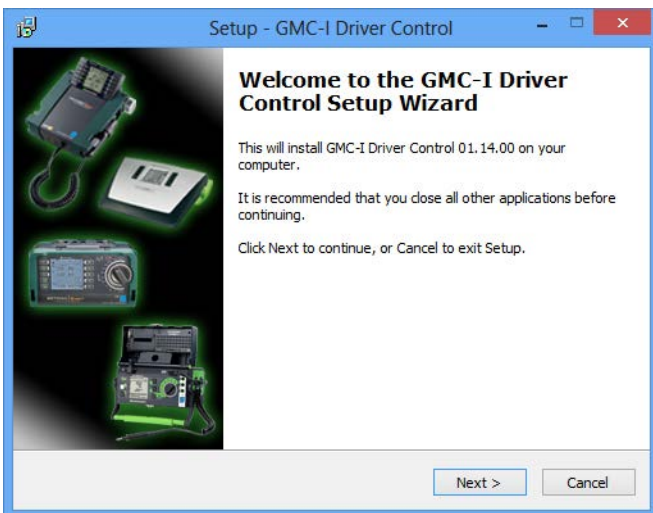 Setup - GMC-I Driver Control
Welcome to the GMC-I Driver
Control Setup Wizard
This will install GMC-I Driver Control 01.14.00 on your
computer.
It is recommended that you close all other applications before
continuing.
Click Next to continue, or Cancel to exit Setup.
Next >
Cancel